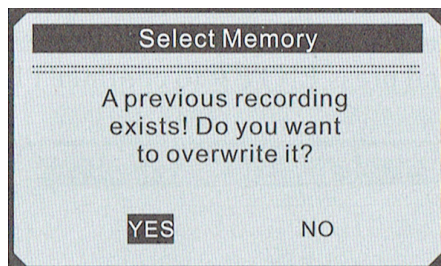 Select Memory
A previous recording
exists! Do you want
to overwrite it?
YES NO